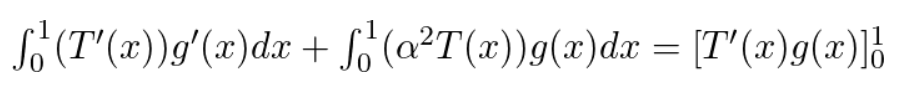 ∫₀¹(T′(x))g′(x)dx + ∫₀¹(α²T(x))g(x)dx = [T′(x)g(x)]₀¹